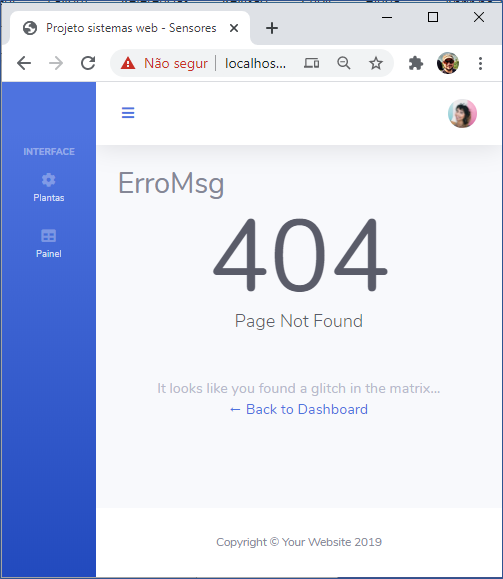 Projeto sistemas web - Sensores
Não segur
localhos...
INTERFACE
Plantas
Painel
ErroMsg
404
Page Not Found
It looks like you found a glitch in the matrix...
← Back to Dashboard
Copyright © Your Website 2019